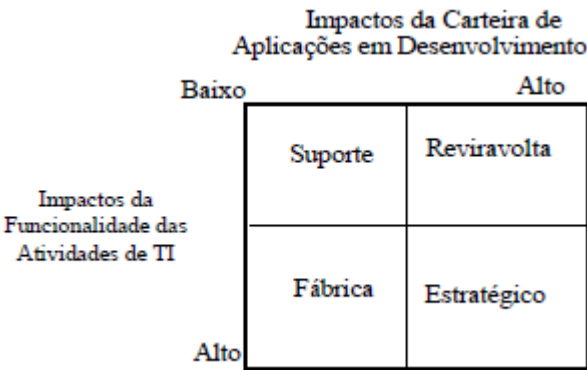 Impactos da Carteira de
Aplicações em Desenvolvimento
Baixo
Alto
Suporte
Reviravolta
Impactos da
Funcionalidade das
Atividades de TI
Fábrica
Estratégico
Alto